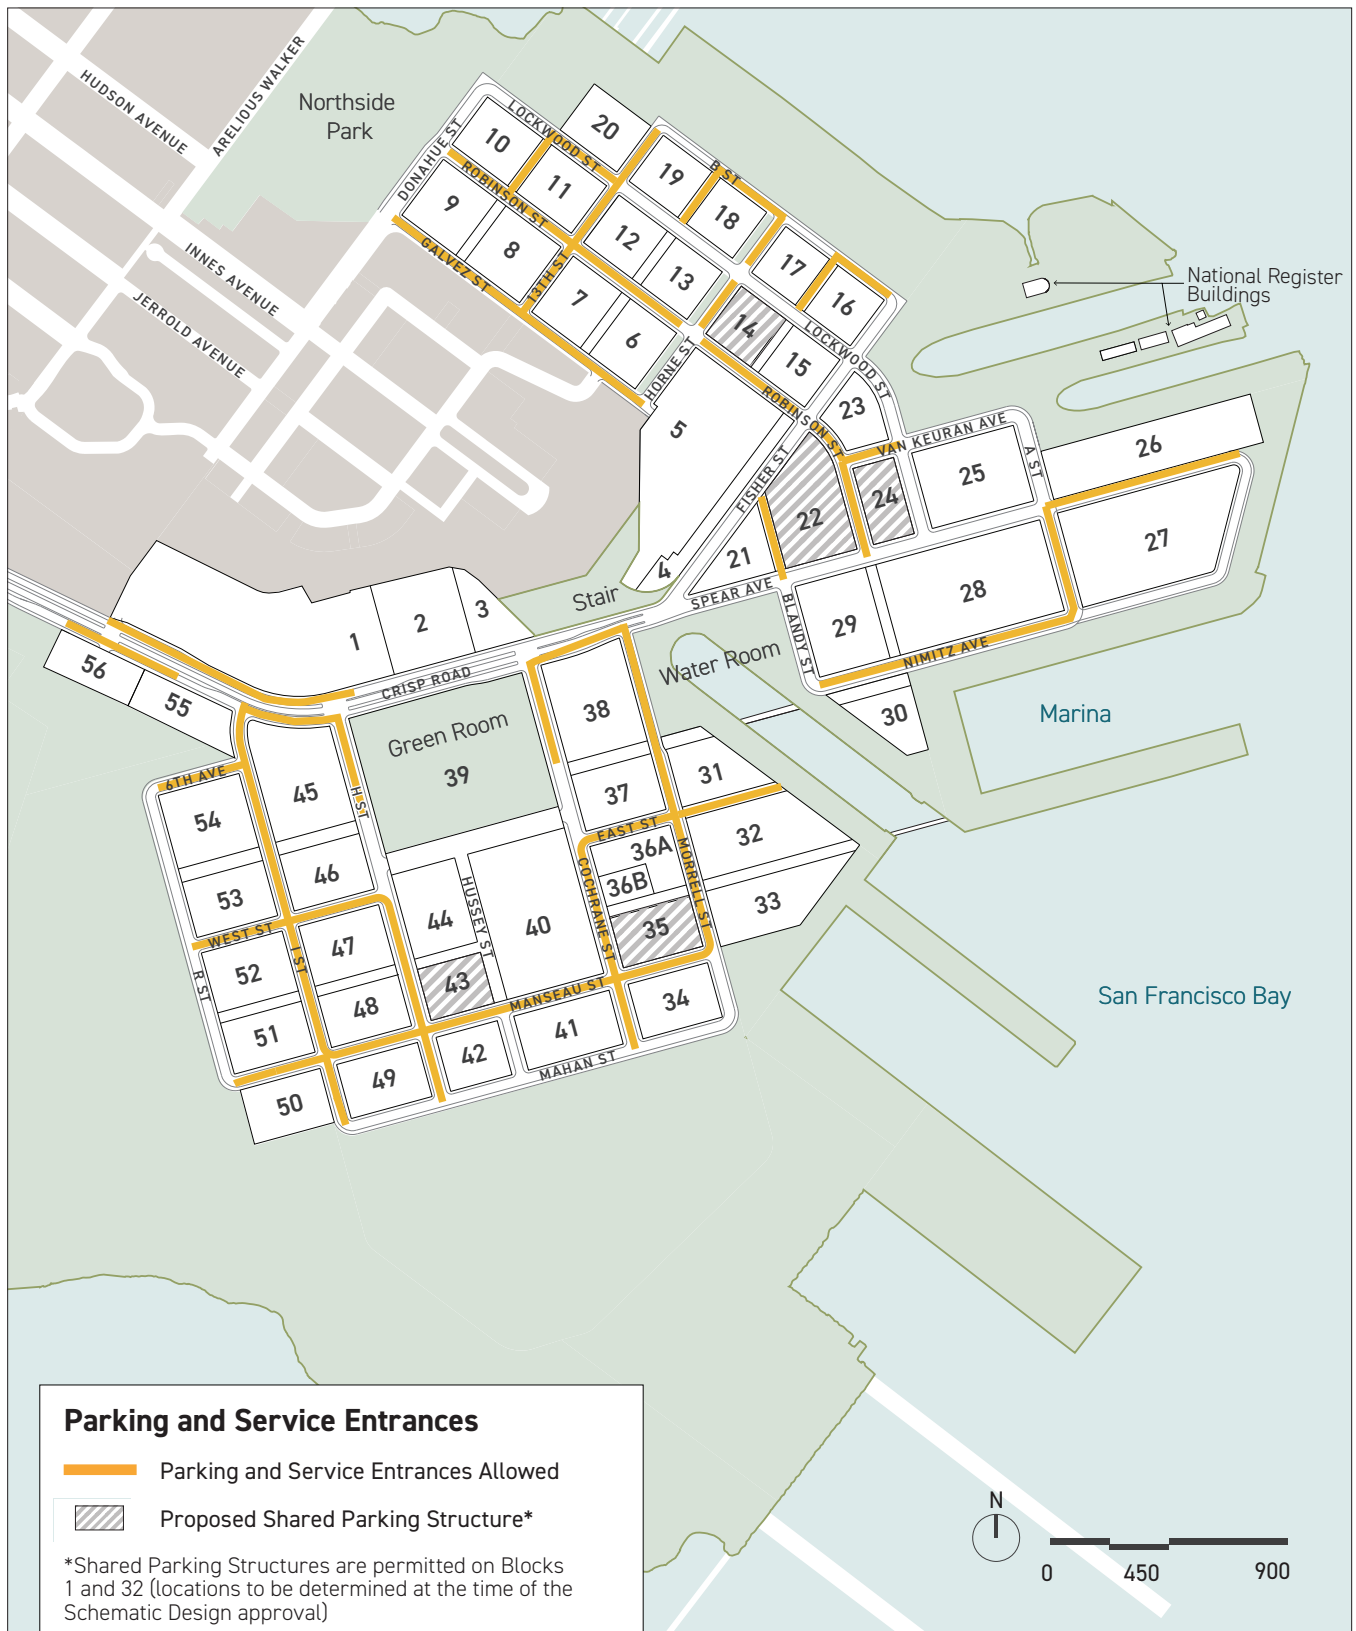 HUDSON AVENUE
ARELIOUS WALKER
Northside
Park
INNES AVENUE
JERROLD AVENUE
DONAHUE ST
LOCKWOOD ST
ROBINSON ST
GALVEZ ST
13TH ST
B ST
HORNE ST
LOCKWOOD ST
ROBINSON ST
FISHER ST
VAN KEURAN AVE
A ST
National Register
Buildings
20
10
11
19
18
9
8
12
13
17
16
7
6
14
15
5
23
25
26
24
22
27
21
4
Stair
SPEAR AVE
BLANDY ST
28
29
NIMITZ AVE
1
2
3
CRISP ROAD
Water Room
30
Marina
56
55
Green Room
39
38
37
31
6TH AVE
54
45
H ST
46
53
EAST ST
36A
36B
32
33
MORRELL ST
COCHRANE ST
WEST ST
I ST
R ST
52
47
44
HUSSEY ST
40
35
43
48
51
MANSEAU ST
34
41
42
49
50
MAHAN ST
San Francisco Bay
Parking and Service Entrances
Parking and Service Entrances Allowed
Proposed Shared Parking Structure*
*Shared Parking Structures are permitted on Blocks
1 and 32 (locations to be determined at the time of the
Schematic Design approval)
N
0 450 900